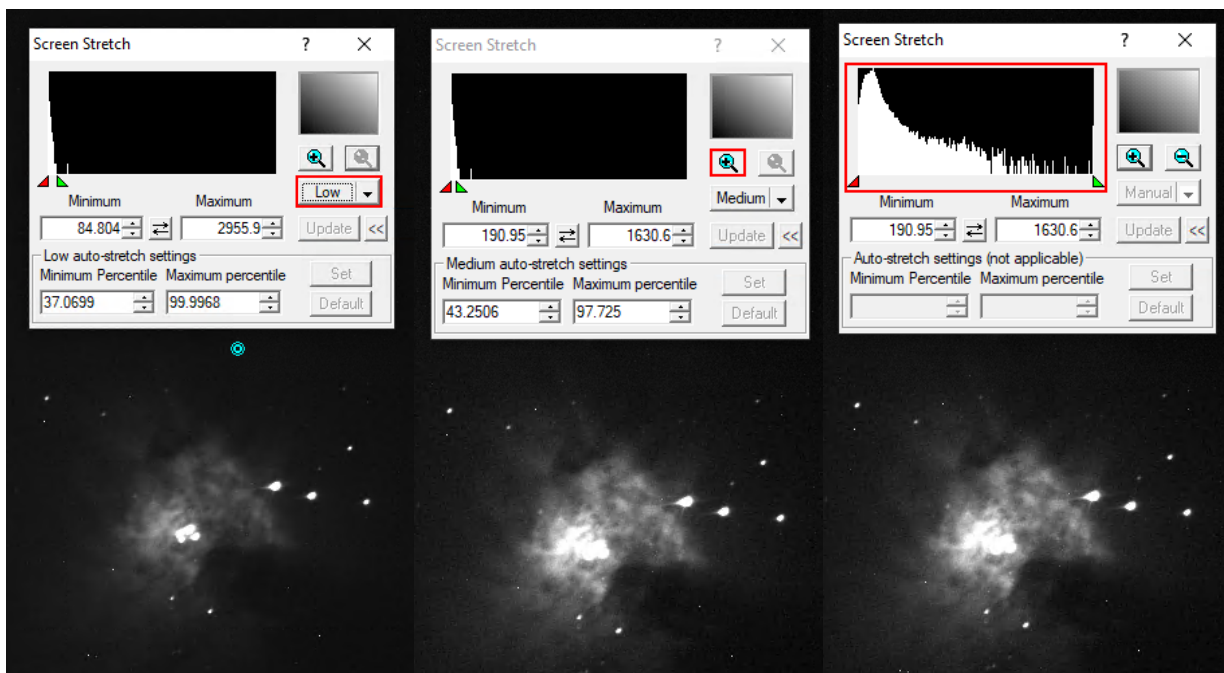 Screen Stretch ? ×
Low
Minimum Maximum
84.804 2955.9 Update <<
Low auto-stretch settings
Minimum Percentile Maximum percentile Set
37.0699 99.9968 Default
Screen Stretch ? ×
Medium
Minimum Maximum
190.95 1630.6 Update <<
Medium auto-stretch settings
Minimum Percentile Maximum percentile Set
43.2506 97.725 Default
Screen Stretch ? ×
Manual
Minimum Maximum
190.95 1630.6 Update <<
Auto-stretch settings (not applicable)
Minimum Percentile Maximum percentile Set
Default